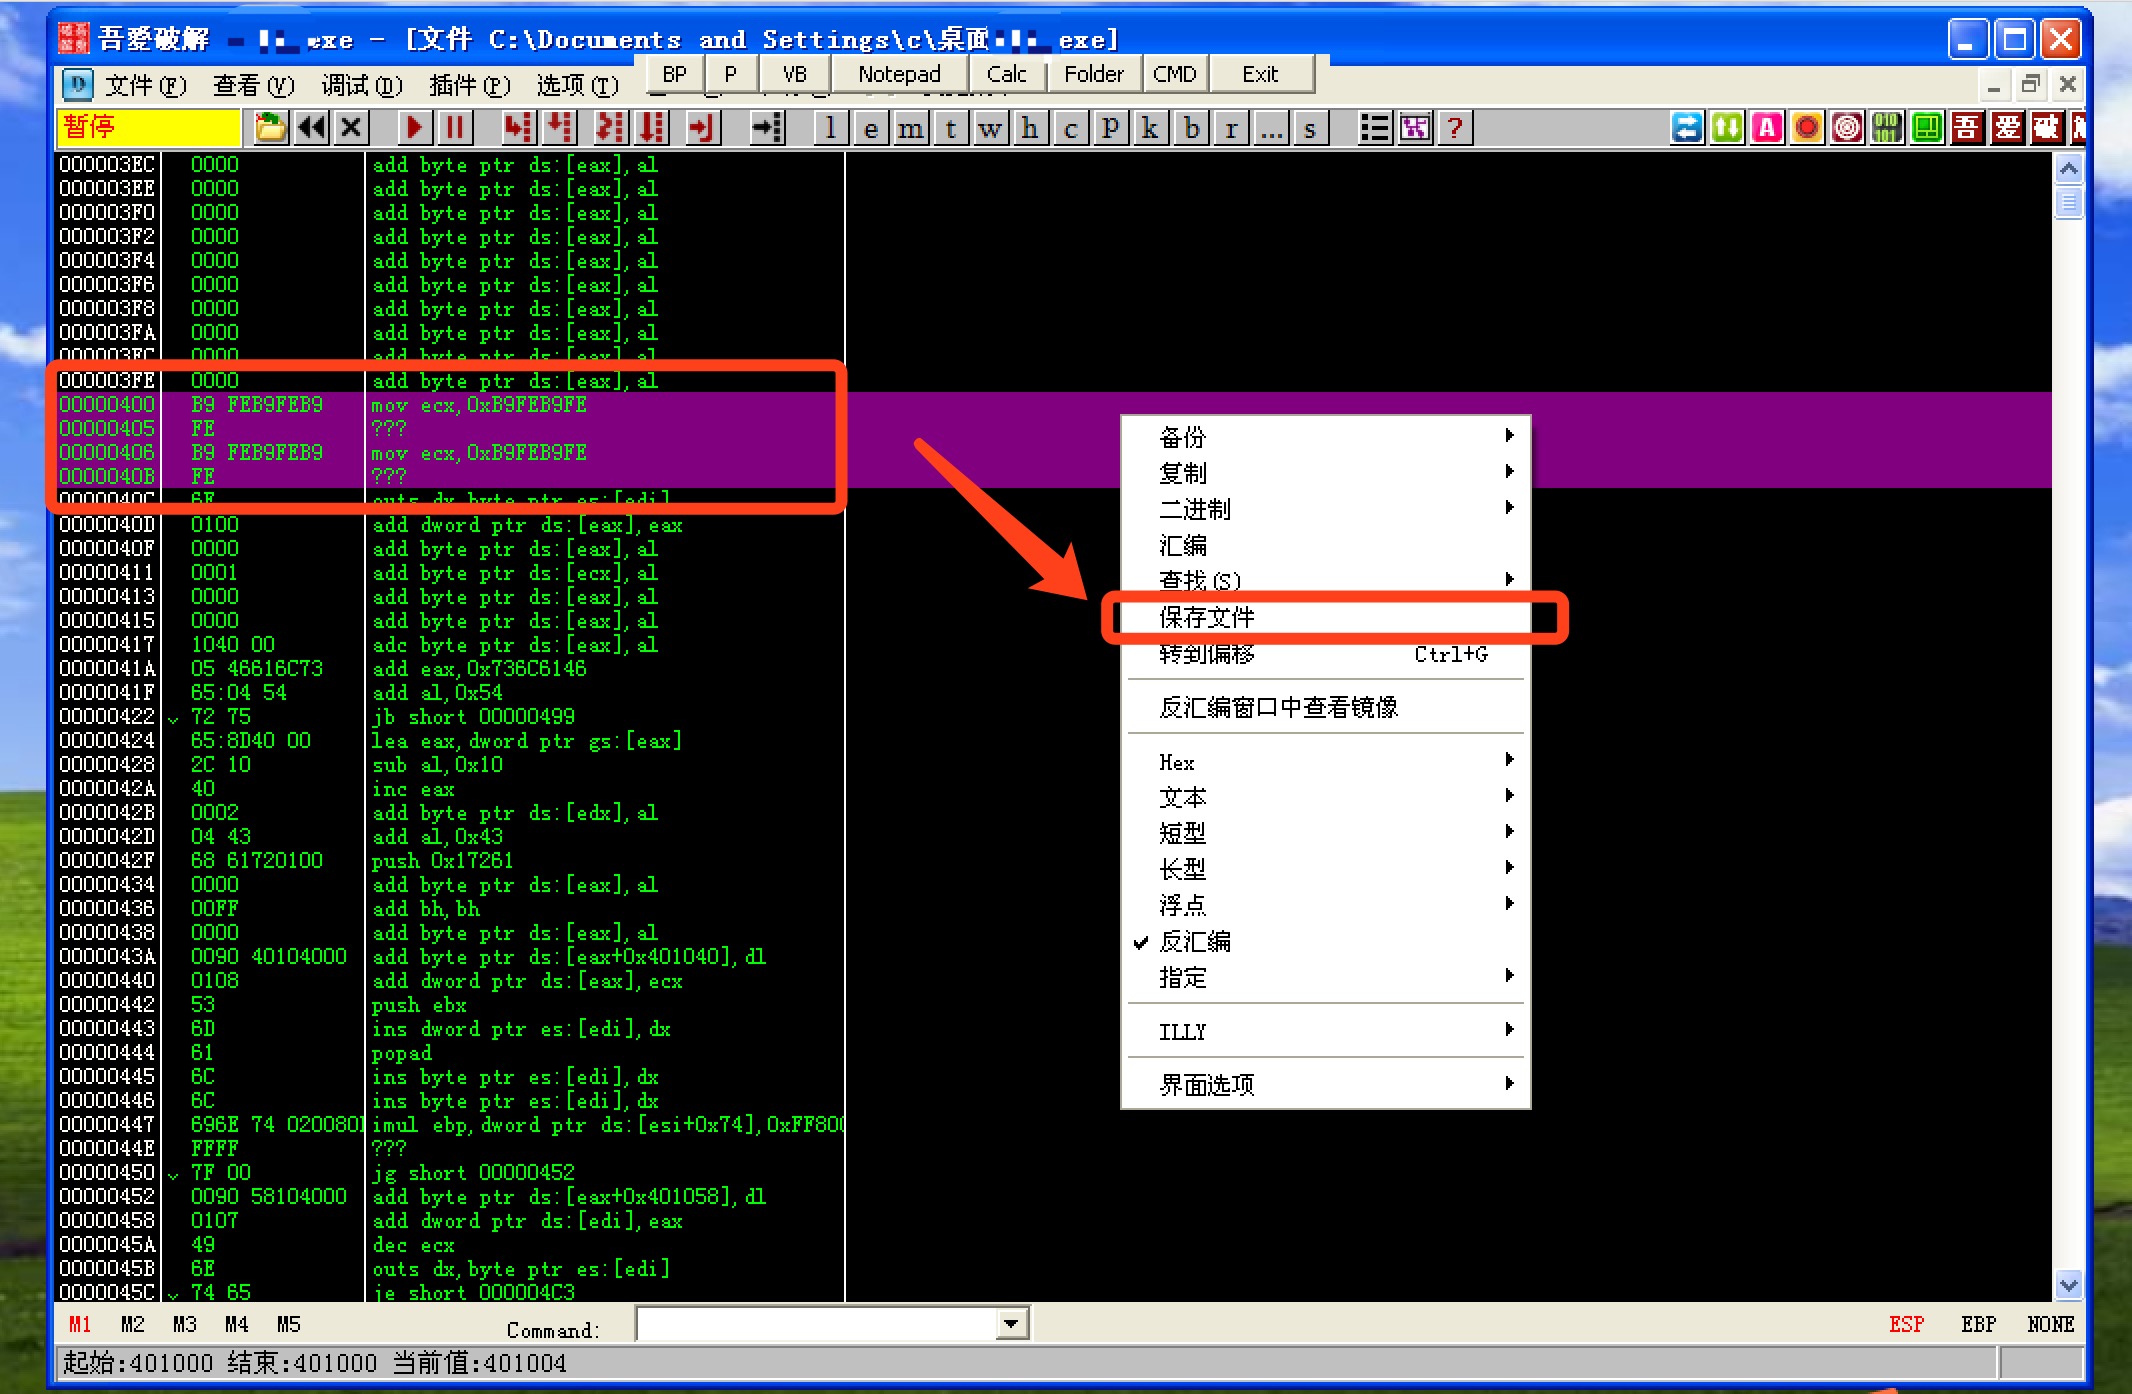 吾愛破解 - .exe - [文件 C:\Documents and Settings\c\桌面 .exe]
文件(F) 查看(V) 调试(D) 插件(P) 选项(T) BP P VB Notepad Calc Folder CMD Exit
暂停 l e m t w h c P k b r ... s ? A 010 101 吾 爱 破
000003EC 0000 add byte ptr ds:[eax],al
000003EE 0000 add byte ptr ds:[eax],al
000003F0 0000 add byte ptr ds:[eax],al
000003F2 0000 add byte ptr ds:[eax],al
000003F4 0000 add byte ptr ds:[eax],al
000003F6 0000 add byte ptr ds:[eax],al
000003F8 0000 add byte ptr ds:[eax],al
000003FA 0000 add byte ptr ds:[eax],al
000003FC 0000 add byte ptr ds:[eax],al
000003FE 0000 add byte ptr ds:[eax],al
00000400 B9 FEB9FEB9 mov ecx,0xB9FEB9FE
00000405 FE ???
00000406 B9 FEB9FEB9 mov ecx,0xB9FEB9FE
0000040B FE ???
0000040C 6E outs dx,byte ptr es:[edi]
0000040D 0100 add dword ptr ds:[eax],eax
0000040F 0000 add byte ptr ds:[eax],al
00000411 0001 add byte ptr ds:[ecx],al
00000413 0000 add byte ptr ds:[eax],al
00000415 0000 add byte ptr ds:[eax],al
00000417 1040 00 adc byte ptr ds:[eax],al
0000041A 05 46616C73 add eax,0x736C6146
0000041F 65:04 54 add al,0x54
00000422 72 75 jb short 00000499
00000424 65:8D40 00 lea eax,dword ptr gs:[eax]
00000428 2C 10 sub al,0x10
0000042A 40 inc eax
0000042B 0002 add byte ptr ds:[edx],al
0000042D 04 43 add al,0x43
0000042F 68 61720100 push 0x17261
00000434 0000 add byte ptr ds:[eax],al
00000436 00FF add bh,bh
00000438 0000 add byte ptr ds:[eax],al
0000043A 0090 40104000 add byte ptr ds:[eax+0x401040],dl
00000440 0108 add dword ptr ds:[eax],ecx
00000442 53 push ebx
00000443 6D ins dword ptr es:[edi],dx
00000444 61 popad
00000445 6C ins byte ptr es:[edi],dx
00000446 6C ins byte ptr es:[edi],dx
00000447 696E 74 020080 imul ebp,dword ptr ds:[esi+0x74],0xFF80
0000044E FFFF ???
00000450 7F 00 jg short 00000452
00000452 0090 58104000 add byte ptr ds:[eax+0x401058],dl
00000458 0107 add dword ptr ds:[edi],eax
0000045A 49 dec ecx
0000045B 6E outs dx,byte ptr es:[edi]
0000045C 74 65 je short 000004C3
备份
复制
二进制
汇编
查找(S)
保存文件
转到偏移 Ctrl+G
反汇编窗口中查看镜像
Hex
文本
短型
长型
浮点
反汇编
指定
ILLY
界面选项
M1 M2 M3 M4 M5 Command: ESP EBP NONE
起始:401000 结束:401000 当前值:401004